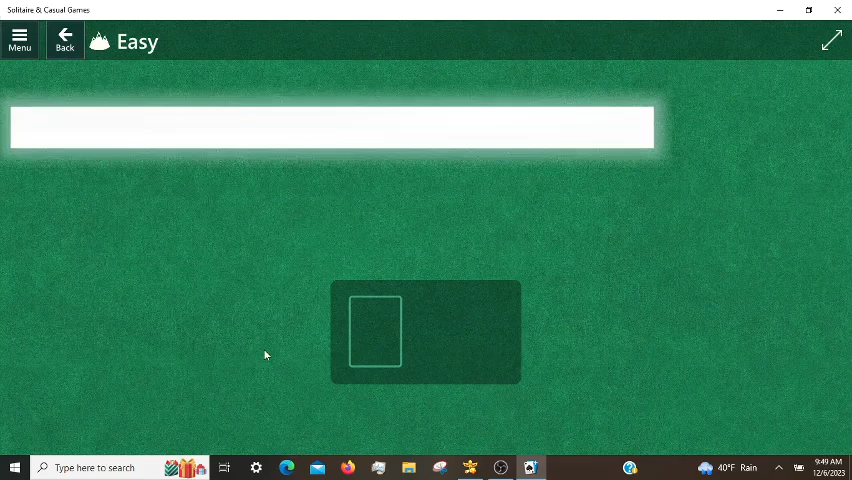 Solitaire & Casual Games
Menu
Back
Easy
Type here to search
40°F Rain
9:49 AM
12/6/2023